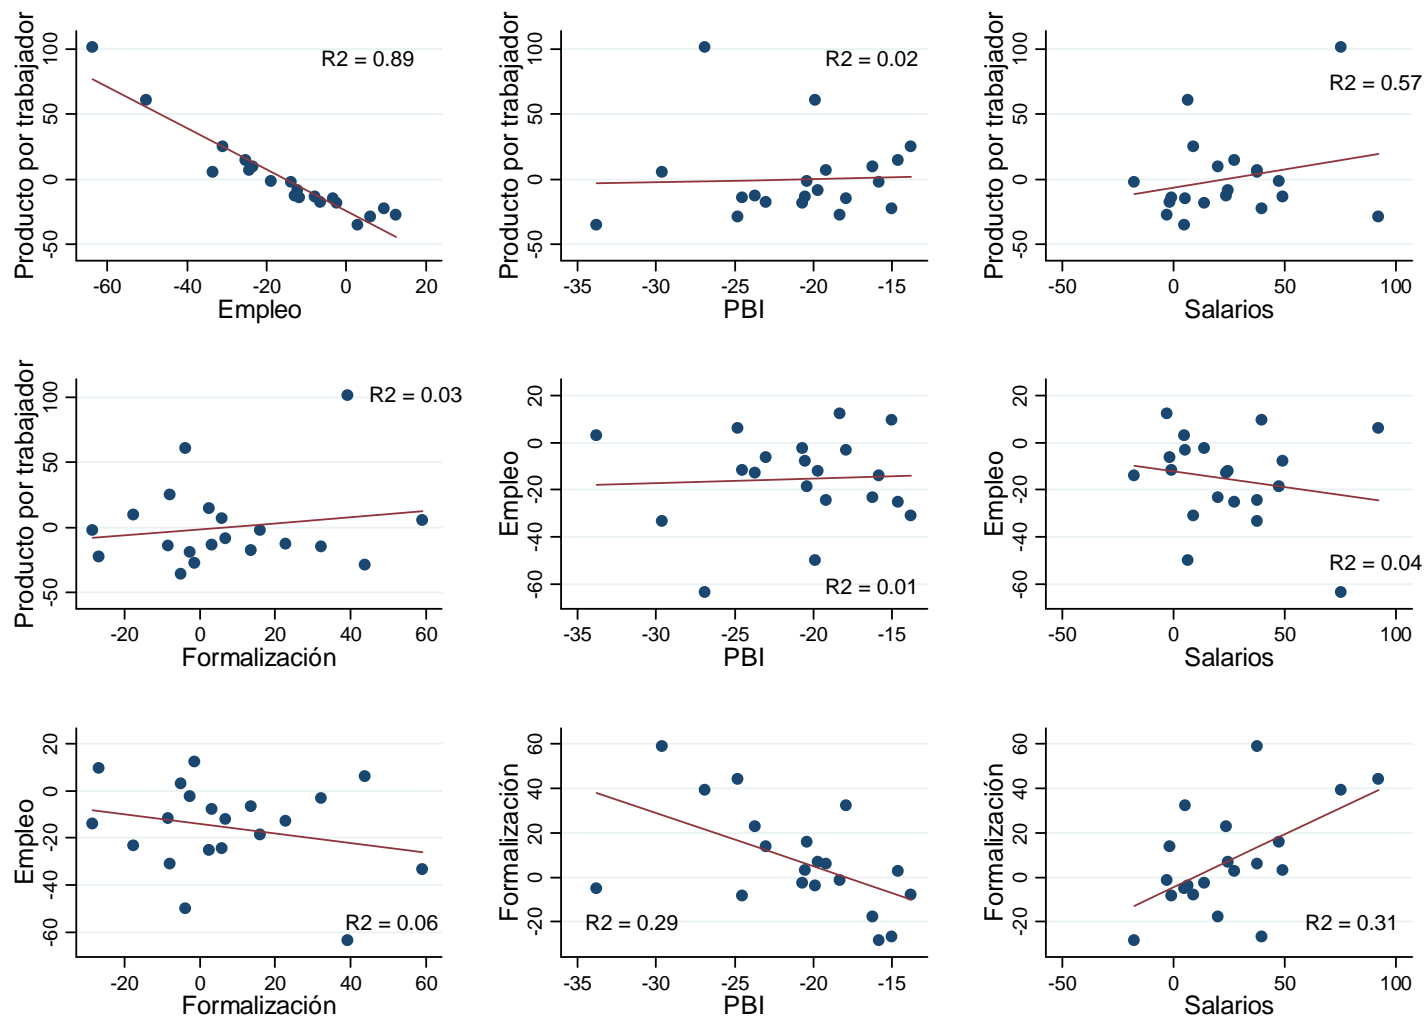 Producto por trabajador
100
50
0
-50
R2 = 0.89
-60 -40 -20 0 20
Empleo
Producto por trabajador
100
50
0
-50
R2 = 0.02
-35 -30 -25 -20 -15
PBI
Producto por trabajador
100
50
0
-50
R2 = 0.57
-50 0 50 100
Salarios
Producto por trabajador
100
50
0
-50
R2 = 0.03
-20 0 20 40 60
Formalización
Empleo
20
0
-20
-40
-60
R2 = 0.01
-35 -30 -25 -20 -15
PBI
Empleo
20
0
-20
-40
-60
R2 = 0.04
-50 0 50 100
Salarios
Empleo
20
0
-20
-40
-60
R2 = 0.06
-20 0 20 40 60
Formalización
Formalización
60
40
20
0
-20
R2 = 0.29
-35 -30 -25 -20 -15
PBI
Formalización
60
40
20
0
-20
R2 = 0.31
-50 0 50 100
Salarios